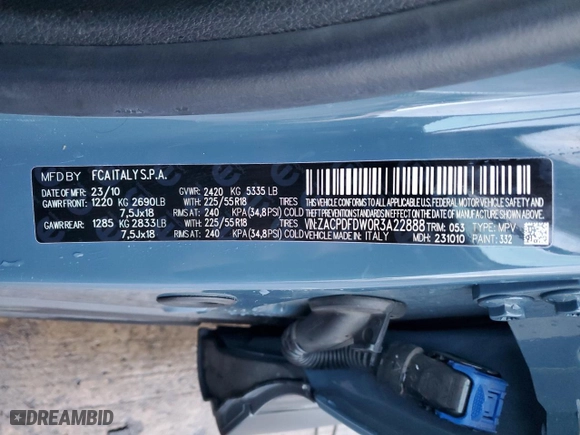 MFD BY FCA ITALY S.P.A.
DATE OF MFR: 23/10 GVWR: 2420 KG 5335 LB
GAWR FRONT: 1220 KG 2690LB WITH 225/55R18 TIRES
7,5Jx18 RIMS AT: 240 KPA (34,8PSI) COLD
GAWR REAR: 1285 KG 2833LB WITH 225/55R18 TIRES
7,5Jx18 RIMS AT: 240 KPA (34,8PSI) COLD
THIS VEHICLE CONFORMS TO ALL APPLICABLE U.S. FEDERAL MOTOR VEHICLE SAFETY,
BUMPER, AND THEFT PREVENTION STANDARDS IN EFFECT ON THE DATE OF MANUFACTURE SHOWN ABOVE.
VIN: ZACPDFDW0R3A22888 TRIM: 053 TYPE: MPV
VEHICLE MADE IN: ITALY MDH: 231010 PAINT: 332
© DREAMBID
DREAMBID.COM